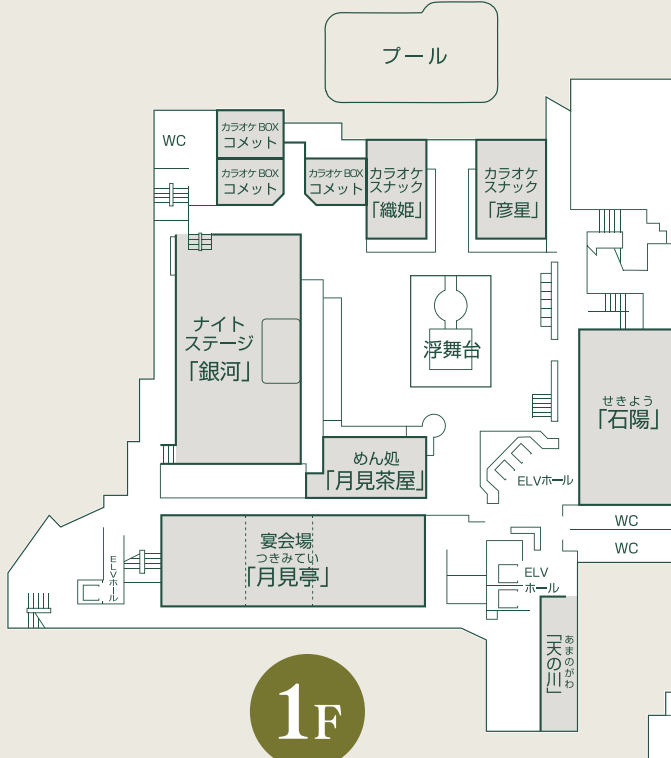 プール
WC
カラオケ BOX
コメット
カラオケ BOX
コメット
カラオケ BOX
コメット
カラオケ
スナック
「織姫」
カラオケ
スナック
「彦星」
ナイト
ステージ
「銀河」
浮舞台
せきよう
「石陽」
めん処
「月見茶屋」
ELVホール
WC
WC
宴会場
つきみてい
「月見亭」
ELVホール
ELV
ホール
あまのがわ
「天の川」
1F